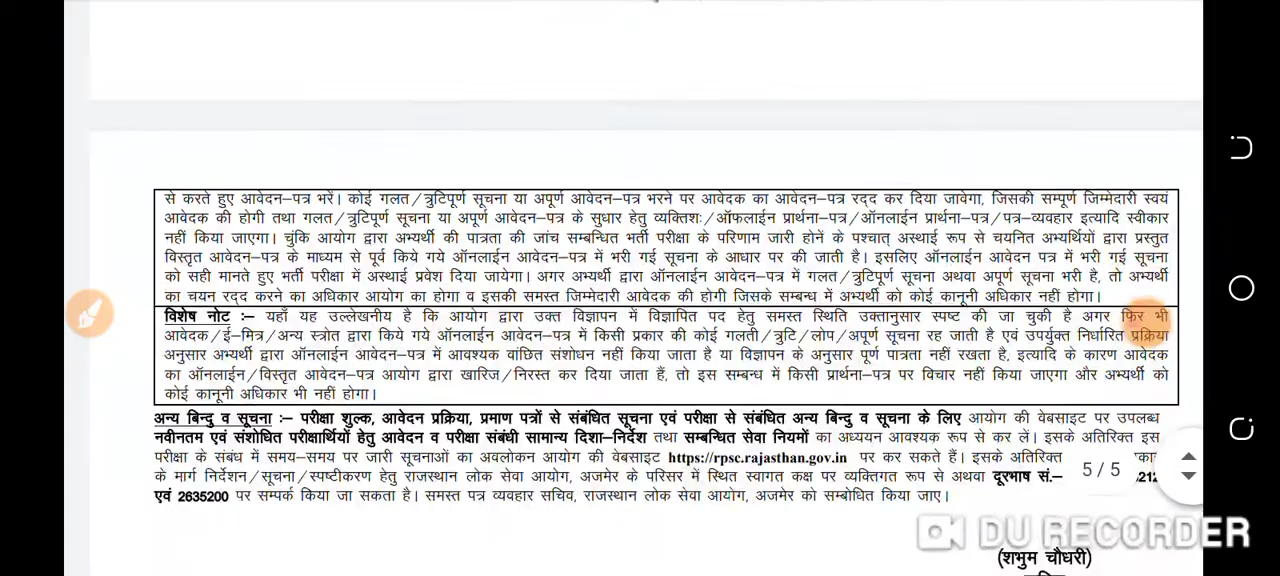 से करते हुए आवेदन–पत्र भरें। कोई गलत/त्रुटिपूर्ण सूचना या अपूर्ण आवेदन–पत्र भरने पर आवेदक का आवेदन–पत्र रद्द कर दिया जावेगा, जिसकी सम्पूर्ण जिम्मेदारी स्वयं
आवेदक की होगी तथा गलत/त्रुटिपूर्ण सूचना या अपूर्ण आवेदन–पत्र के सुधार हेतु व्यक्तिशः/ऑफलाईन प्रार्थना–पत्र/ऑनलाईन प्रार्थना–पत्र/पत्र–व्यवहार इत्यादि स्वीकार
नहीं किया जाएगा। चुंकि आयोग द्वारा अभ्यर्थी की पात्रता की जांच सम्बन्धित भर्ती परीक्षा के परिणाम जारी होनें के पश्चात् अस्थाई रूप से चयनित अभ्यर्थियों द्वारा प्रस्तुत
विस्तृत आवेदन–पत्र के माध्यम से पूर्व किये गये ऑनलाईन आवेदन–पत्र में भरी गई सूचना के आधार पर की जाती है। इसलिए ऑनलाईन आवेदन पत्र में भरी गई सूचना
को सही मानते हुए भर्ती परीक्षा में अस्थाई प्रवेश दिया जायेगा। अगर अभ्यर्थी द्वारा ऑनलाईन आवेदन–पत्र में गलत/त्रुटिपूर्ण सूचना अथवा अपूर्ण सूचना भरी है, तो अभ्यर्थी
का चयन रद्द करने का अधिकार आयोग का होगा व इसकी समस्त जिम्मेदारी आवेदक की होगी जिसके सम्बन्ध में अभ्यर्थी को कोई कानूनी अधिकार नहीं होगा।
विशेष नोट :– यहाँ यह उल्लेखनीय है कि आयोग द्वारा उक्त विज्ञापन में विज्ञापित पद हेतु समस्त स्थिति उक्तानुसार स्पष्ट की जा चुकी है अगर फिर भी
आवेदक/ई–मित्र/अन्य स्त्रोत द्वारा किये गये ऑनलाईन आवेदन–पत्र में किसी प्रकार की कोई गलती/त्रुटि/लोप/अपूर्ण सूचना रह जाती है एवं उपर्युक्त निर्धारित प्रक्रिया
अनुसार अभ्यर्थी द्वारा ऑनलाईन आवेदन–पत्र में आवश्यक वांछित संशोधन नहीं किया जाता है या विज्ञापन के अनुसार पूर्ण पात्रता नहीं रखता है, इत्यादि के कारण आवेदक
का ऑनलाईन/विस्तृत आवेदन–पत्र आयोग द्वारा खारिज/निरस्त कर दिया जाता हैं, तो इस सम्बन्ध में किसी प्रार्थना–पत्र पर विचार नहीं किया जाएगा और अभ्यर्थी को
कोई कानूनी अधिकार भी नहीं होगा।
अन्य बिन्दु व सूचना :– परीक्षा शुल्क, आवेदन प्रक्रिया, प्रमाण पत्रों से संबंधित सूचना एवं परीक्षा से संबंधित अन्य बिन्दु व सूचना के लिए आयोग की वेबसाइट पर उपलब्ध
नवीनतम एवं संशोधित परीक्षार्थियों हेतु आवेदन व परीक्षा संबंधी सामान्य दिशा–निर्देश तथा सम्बन्धित सेवा नियमों का अध्ययन आवश्यक रूप से कर लें। इसके अतिरिक्त इस
परीक्षा के संबंध में समय–समय पर जारी सूचनाओं का अवलोकन आयोग की वेबसाइट https://rpsc.rajasthan.gov.in पर कर सकते हैं। इसके अतिरिक्त
के मार्ग निर्देशन/सूचना/स्पष्टीकरण हेतु राजस्थान लोक सेवा आयोग, अजमेर के परिसर में स्थित स्वागत कक्ष पर व्यक्तिगत रूप से अथवा दूरभाष सं.–
एवं 2635200 पर सम्पर्क किया जा सकता है। समस्त पत्र व्यवहार सचिव, राजस्थान लोक सेवा आयोग, अजमेर को सम्बोधित किया जाए।
5/5
DU RECORDER
(शभुम चौधरी)